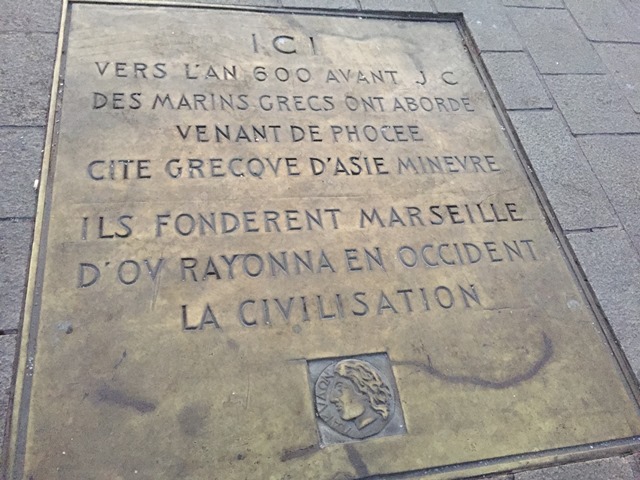 ICI
VERS L'AN 600 AVANT J C
DES MARINS GRECS ONT ABORDE
VENANT DE PHOCEE
CITE GRECQVE D'ASIE MINEVRE
ILS FONDERENT MARSEILLE
D'OV RAYONNA EN OCCIDENT
LA CIVILISATION